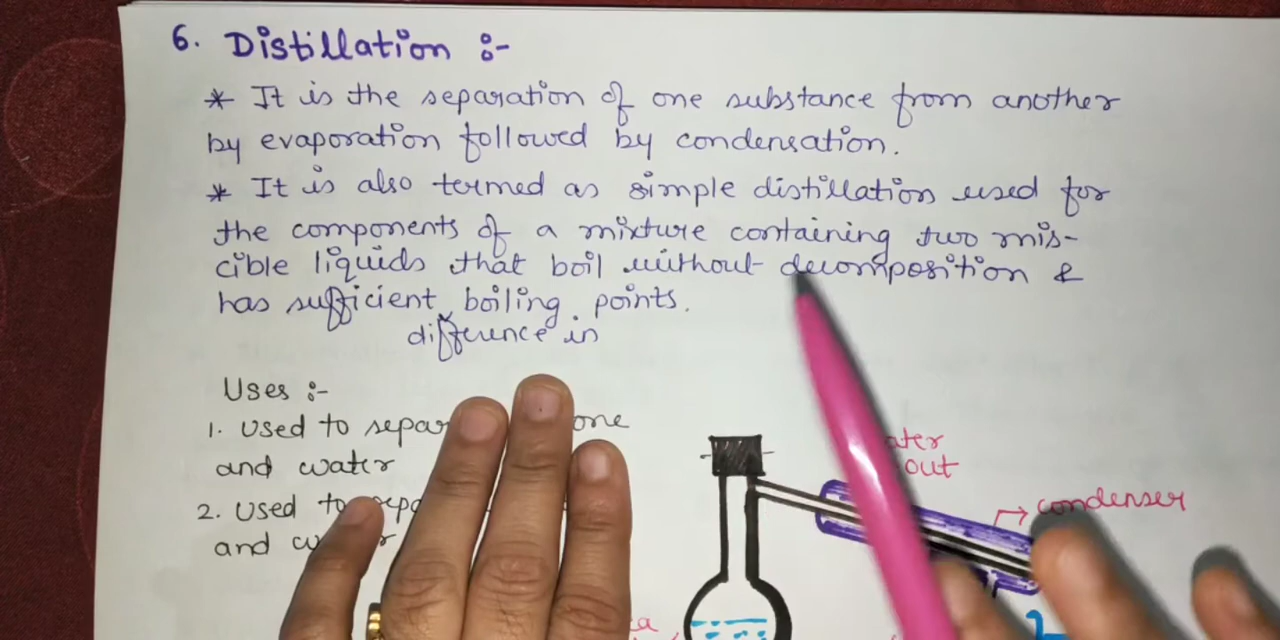 6. Distillation :-
* It is the separation of one substance from another
by evaporation followed by condensation.
* It is also termed as simple distillation used for
the components of a mixture containing two mis-
cible liquids that boil without decomposition &
has sufficient boiling points.
difference in
Uses :-
1. used to one
and water
2. Used to
and
out
condenser